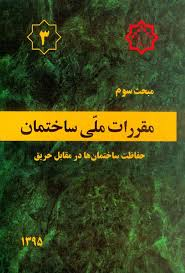 ۳
مبحث سوم
مقررات ملّی ساختمان
حفاظت ساختمان‌ها در مقابل حریق
۱۳۹۵